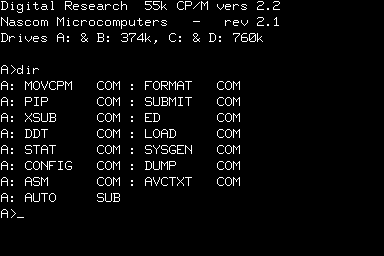 Digital Research  55k CP/M vers 2.2
Nascom Microcomputers   -   rev 2.1
Drives A: & B: 374k, C: & D: 760k

A>dir
A: MOVCPM   COM : FORMAT   COM
A: PIP      COM : SUBMIT   COM
A: XSUB     COM : ED       COM
A: DDT      COM : LOAD     COM
A: STAT     COM : SYSGEN   COM
A: CONFIG   COM : DUMP     COM
A: ASM      COM : AVCTXT   COM
A: AUTO     SUB
A>_